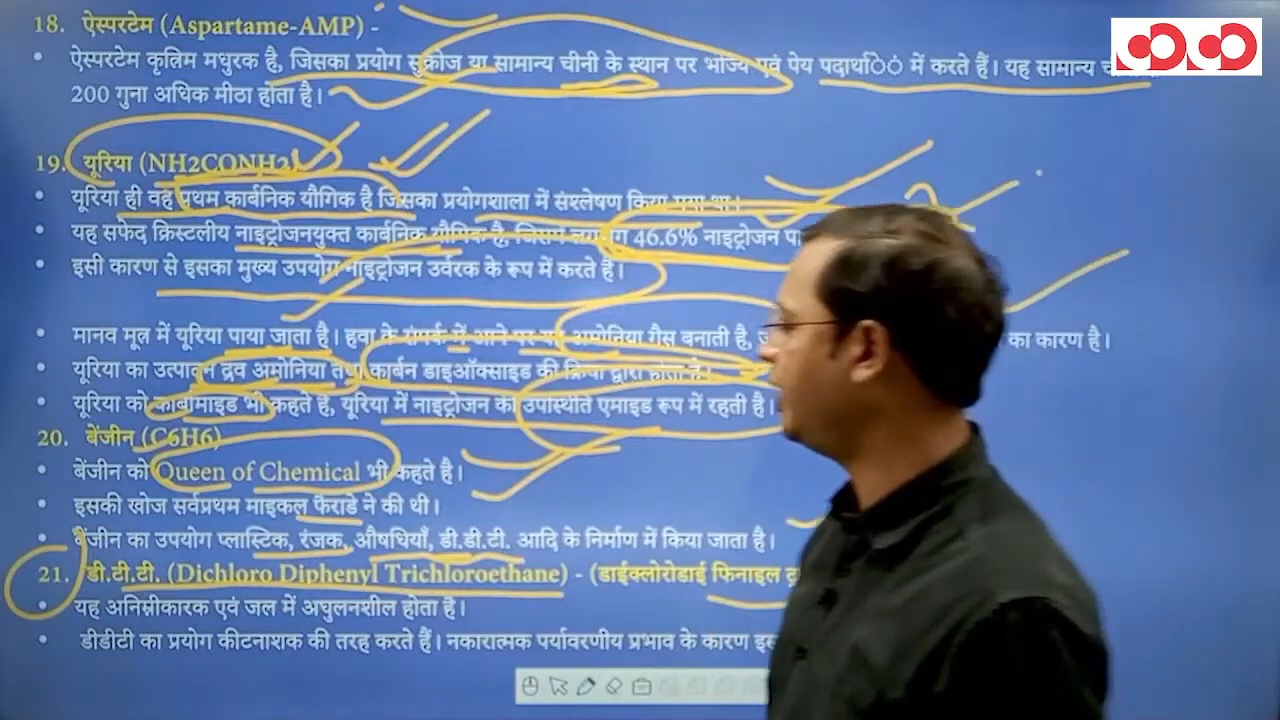 18. ऐस्परटेम (Aspartame-AMP) -
• ऐस्परटेम कृत्रिम मधुरक है, जिसका प्रयोग सुक्रोज या सामान्य चीनी के स्थान पर भोज्य एवं पेय पदार्थाें में करते हैं। यह सामान्य
200 गुना अधिक मीठा होता है।
19. यूरिया (NH2CONH2)
• यूरिया ही वह प्रथम कार्बनिक यौगिक है जिसका प्रयोगशाला में संश्लेषण किया गया था।
• यह सफेद क्रिस्टलीय नाइट्रोजनयुक्त कार्बनिक यौगिक है, जिसमें लगभग 46.6% नाइट्रोजन
• इसी कारण से इसका मुख्य उपयोग नाइट्रोजन उर्वरक के रूप में करते हैं।
• मानव मूत्र में यूरिया पाया जाता है। हवा के संपर्क में आने पर यह अमोनिया गैस बनाती है, का कारण है।
• यूरिया का उत्पादन द्रव अमोनिया तथा कार्बन डाइऑक्साइड की क्रिया द्वारा होता है।
• यूरिया को कार्बामाइड भी कहते हैं, यूरिया में नाइट्रोजन की उपस्थिति एमाइड रूप में रहती है।
20. बेंजीन (C6H6)
• बेंजीन को Queen of Chemical भी कहते है।
• इसकी खोज सर्वप्रथम माइकल फैराडे ने की थी।
• बेंजीन का उपयोग प्लास्टिक, रंजक, औषधियाँ, डी.डी.टी. आदि के निर्माण में किया जाता है।
21. डी.टी.टी. (Dichloro Diphenyl Trichloroethane) - (डाईक्लोरोडाई फिनाइल
• यह अनिम्नीकारक एवं जल में अघुलनशील होता है।
• डीडीटी का प्रयोग कीटनाशक की तरह करते हैं। नकारात्मक पर्यावरणीय प्रभाव के कारण